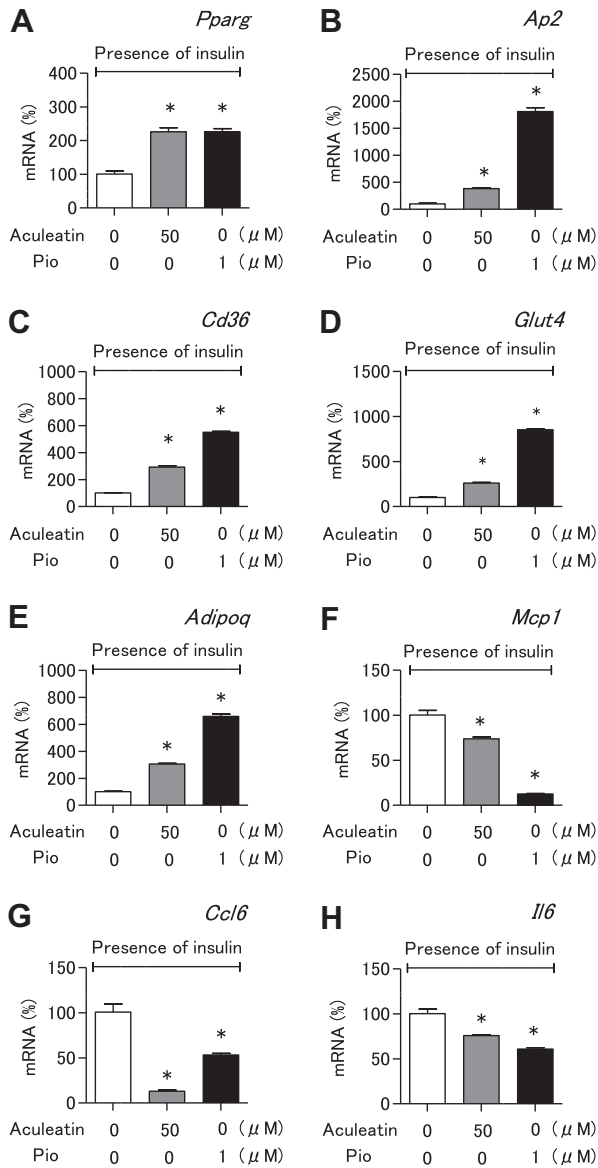 A Pparg
Presence of insulin
mRNA (%)
400
300
200
100
0
* *
Aculeatin 0 50 0 (μM)
Pio 0 0 1 (μM)
B Ap2
Presence of insulin
mRNA (%)
2500
2000
1500
1000
500
0
* *
0 50 0 (μM)
0 0 1 (μM)
C Cd36
Presence of insulin
mRNA (%)
1000
800
600
400
200
0
* *
Aculeatin 0 50 0 (μM)
Pio 0 0 1 (μM)
D Glut4
Presence of insulin
mRNA (%)
1500
1000
500
0
* *
Aculeatin 0 50 0 (μM)
Pio 0 0 1 (μM)
E Adipoq
Presence of insulin
mRNA (%)
1000
800
600
400
200
0
* *
Aculeatin 0 50 0 (μM)
Pio 0 0 1 (μM)
F Mcp1
Presence of insulin
mRNA (%)
150
100
50
0
* *
Aculeatin 0 50 0 (μM)
Pio 0 0 1 (μM)
G Ccl6
Presence of insulin
mRNA (%)
150
100
50
0
* *
Aculeatin 0 50 0 (μM)
Pio 0 0 1 (μM)
H Il6
Presence of insulin
mRNA (%)
150
100
50
0
* *
Aculeatin 0 50 0 (μM)
Pio 0 0 1 (μM)